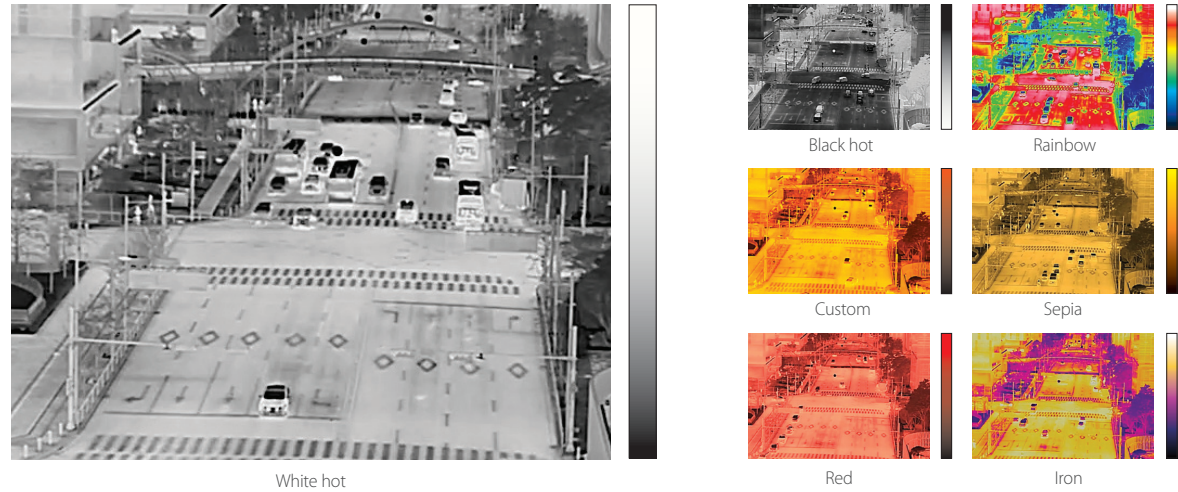 Black hot
Rainbow
Custom
Sepia
White hot
Red
Iron